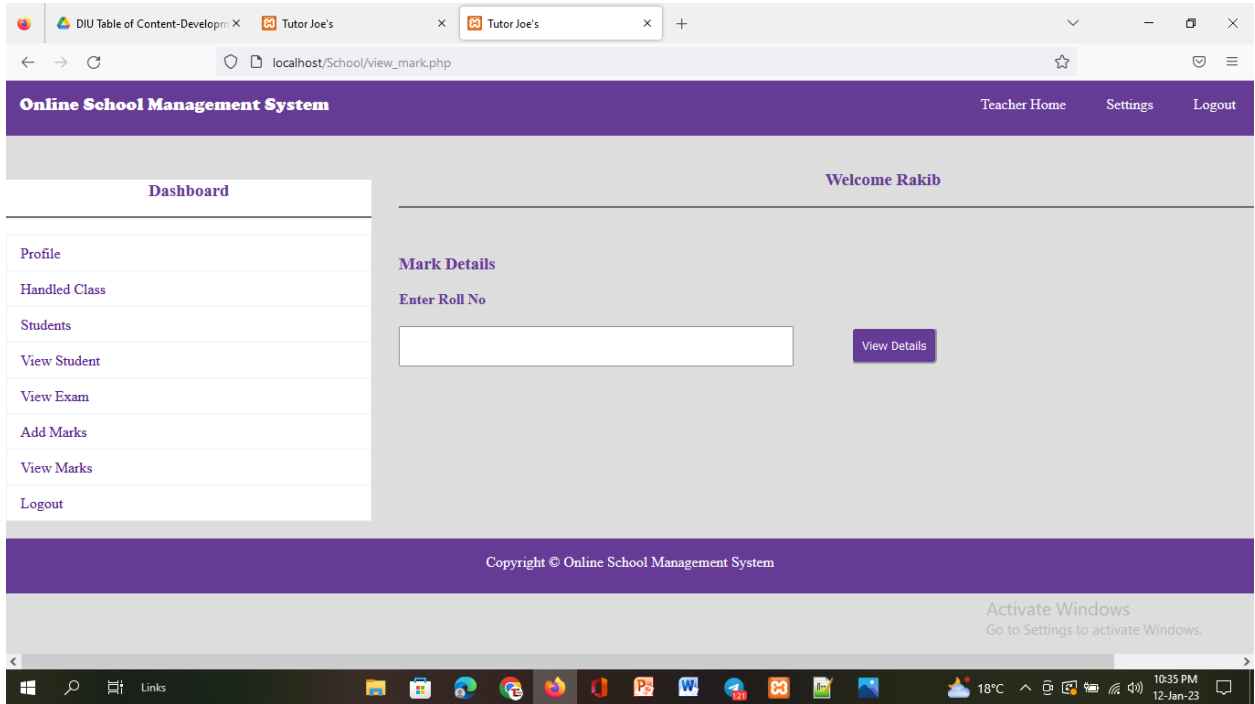 DIU Table of Content-Developm
Tutor Joe's
Tutor Joe's
localhost/School/view_mark.php
Online School Management System
Teacher Home
Settings
Logout
Dashboard
Welcome Rakib
Profile
Handled Class
Students
View Student
View Exam
Add Marks
View Marks
Logout
Mark Details
Enter Roll No
View Details
Copyright © Online School Management System
Activate Windows
Go to Settings to activate Windows.
Links
121
18°C
10:35 PM
12-Jan-23